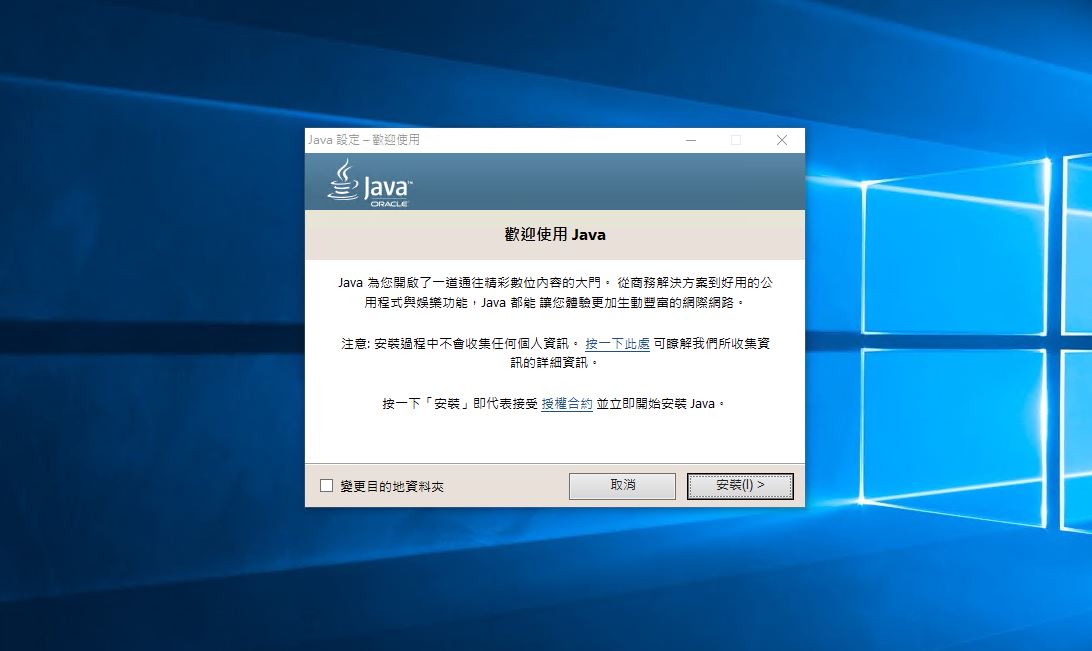 Java 設定 – 歡迎使用
Java™
ORACLE
歡迎使用 Java
Java 為您開啟了一道通往精彩數位內容的大門。 從商務解決方案到好用的公
用程式與娛樂功能，Java 都能 讓您體驗更加生動豐富的網際網路。
注意: 安裝過程中不會收集任何個人資訊。 按一下此處 可瞭解我們所收集資
訊的詳細資訊。
按一下「安裝」即代表接受 授權合約 並立即開始安裝 Java。
變更目的地資料夾
取消
安裝(I) >